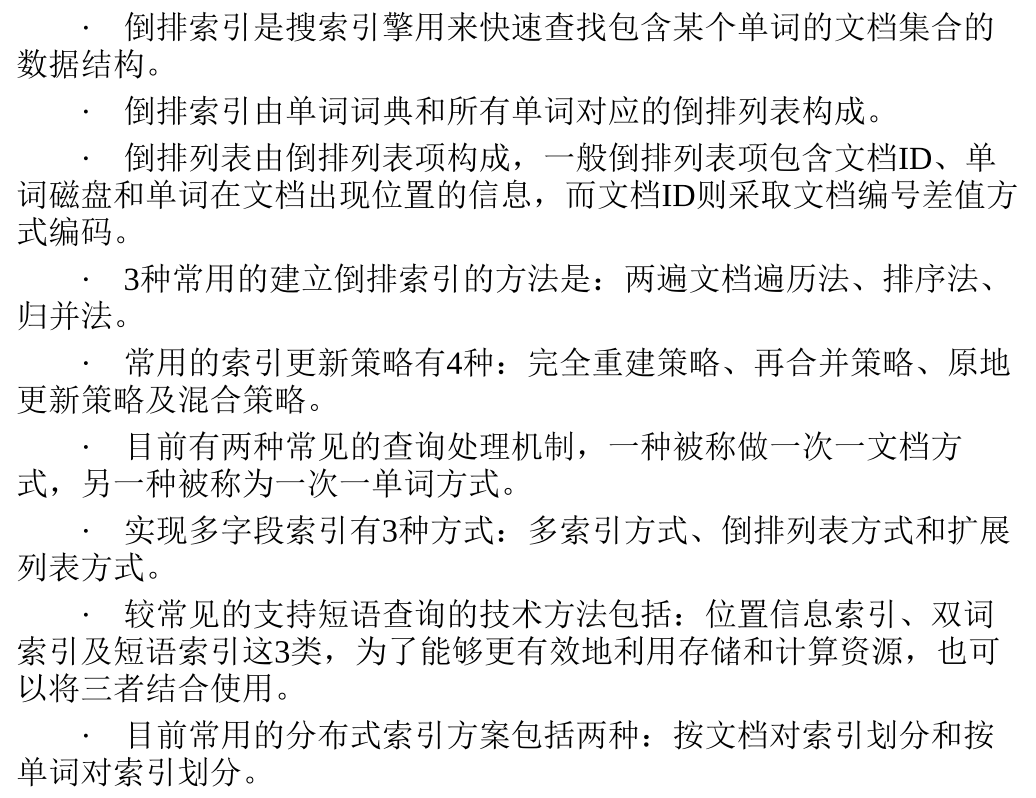 · 倒排索引是搜索引擎用来快速查找包含某个单词的文档集合的
数据结构。
· 倒排索引由单词词典和所有单词对应的倒排列表构成。
· 倒排列表由倒排列表项构成，一般倒排列表项包含文档ID、单
词磁盘和单词在文档出现位置的信息，而文档ID则采取文档编号差值方
式编码。
· 3种常用的建立倒排索引的方法是：两遍文档遍历法、排序法、
归并法。
· 常用的索引更新策略有4种：完全重建策略、再合并策略、原地
更新策略及混合策略。
· 目前有两种常见的查询处理机制，一种被称做一次一文档方
式，另一种被称为一次一单词方式。
· 实现多字段索引有3种方式：多索引方式、倒排列表方式和扩展
列表方式。
· 较常见的支持短语查询的技术方法包括：位置信息索引、双词
索引及短语索引这3类，为了能够更有效地利用存储和计算资源，也可
以将三者结合使用。
· 目前常用的分布式索引方案包括两种：按文档对索引划分和按
单词对索引划分。